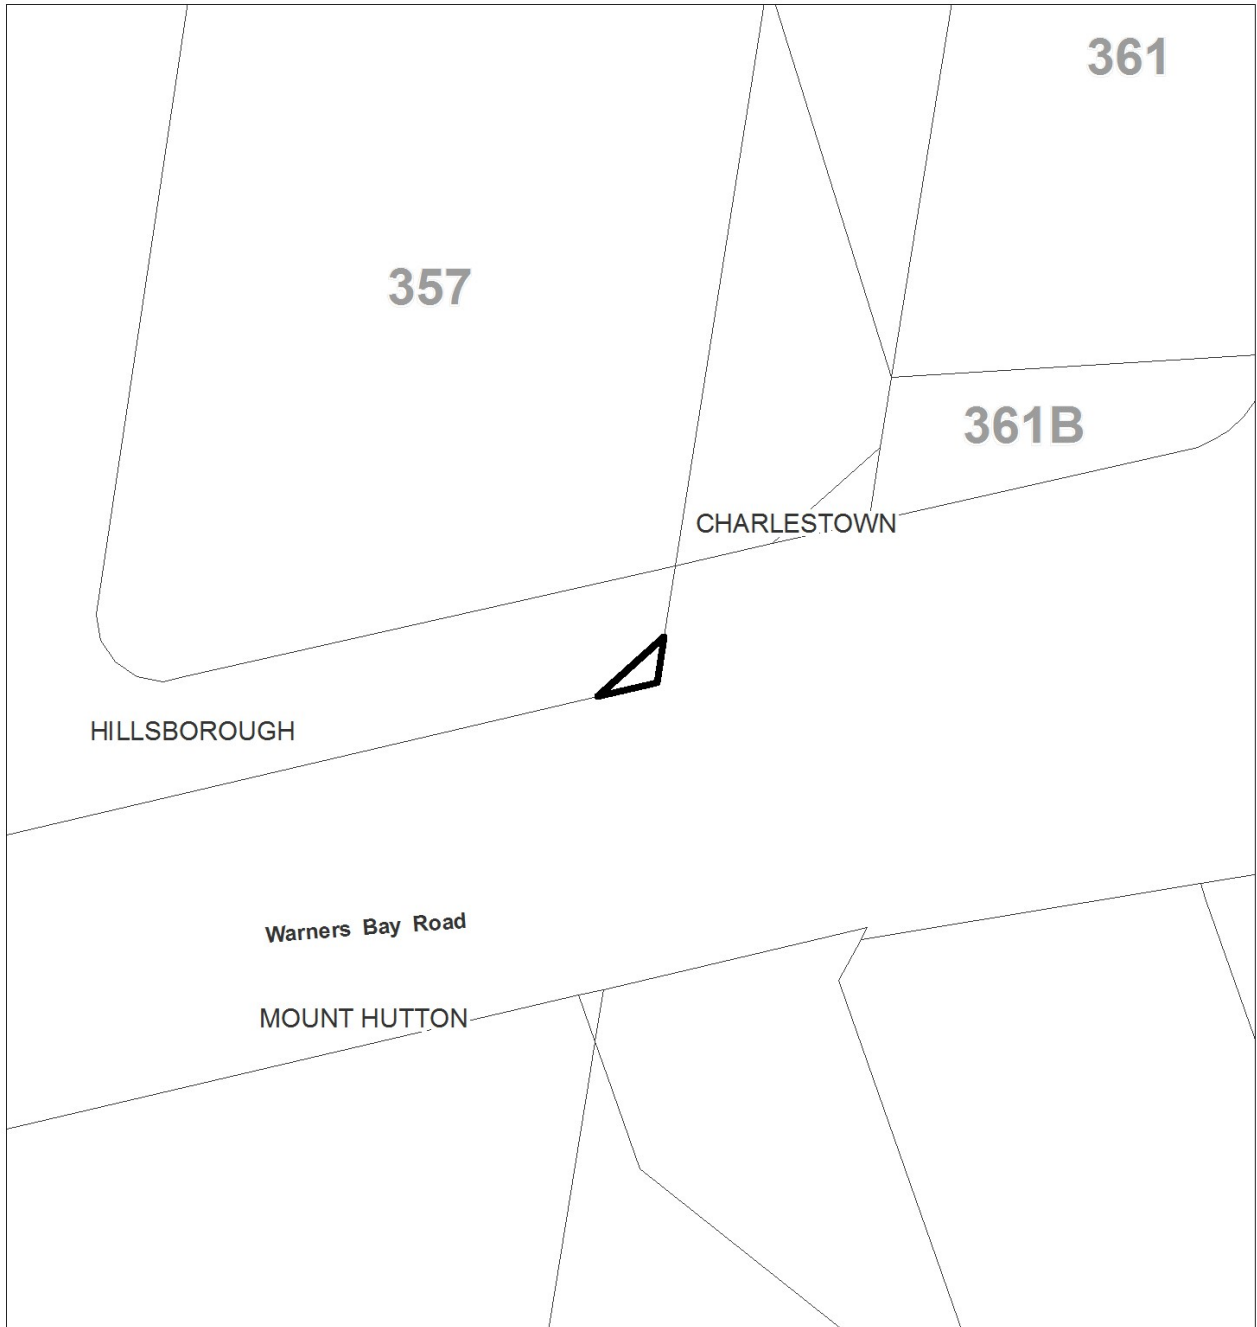 361
357
361B
CHARLESTOWN
HILLSBOROUGH
Warners Bay Road
MOUNT HUTTON